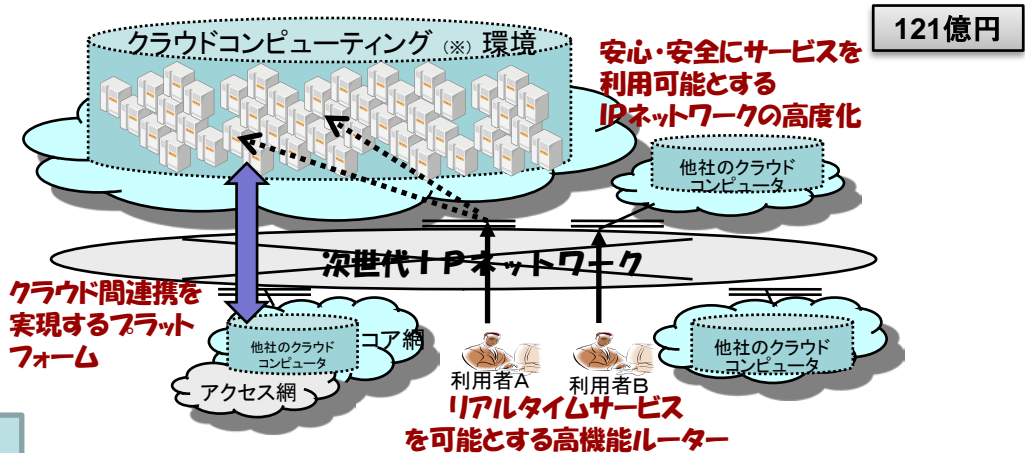 121億円
クラウドコンピューティング(※)環境
安心・安全にサービスを
利用可能とする
IPネットワークの高度化
他社のクラウド
コンピュータ
次世代IPネットワーク
クラウド間連携を
実現するプラット
フォーム
コア網
他社のクラウド
コンピュータ
アクセス網
利用者A
利用者B
他社のクラウド
コンピュータ
リアルタイムサービス
を可能とする高機能ルーター